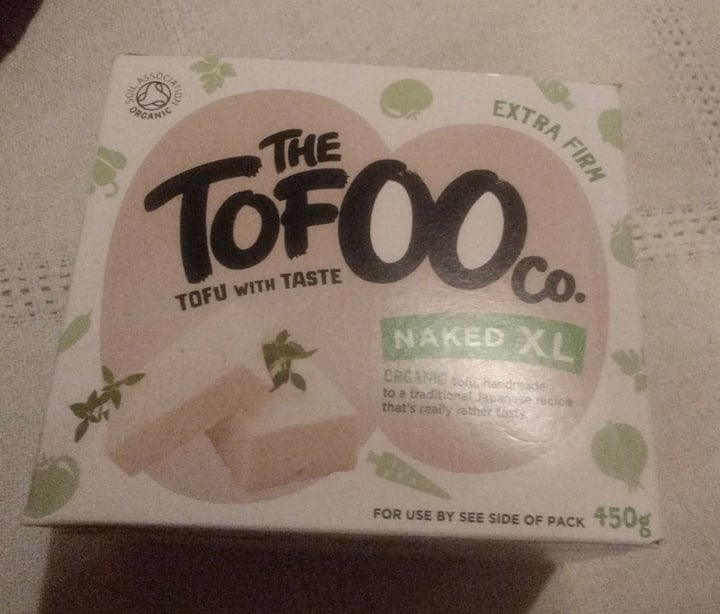 SOIL ASSOCIATION
ORGANIC
EXTRA FIRM
THE
TOFOO
Co.
TOFU WITH TASTE
NAKED XL
ORGANIC tofu, handmade
to a traditional Japanese recipe
that's really rather tasty.
FOR USE BY SEE SIDE OF PACK 450g